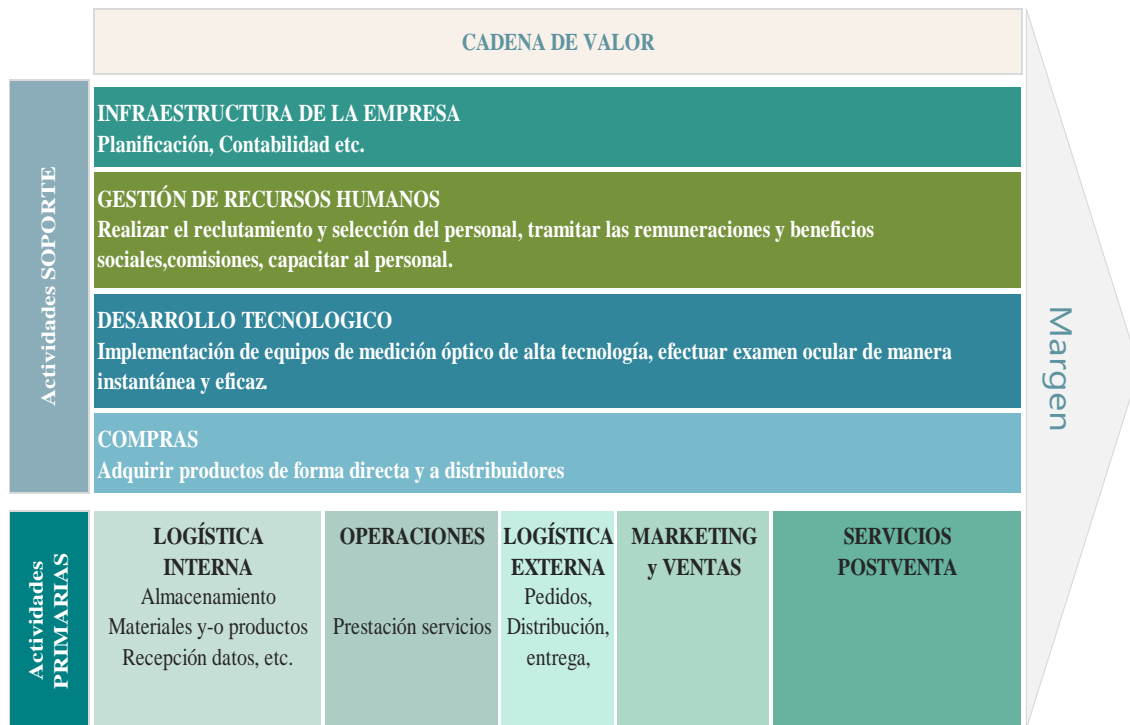 CADENA DE VALOR
Actividades SOPORTE
INFRAESTRUCTURA DE LA EMPRESA
Planificación, Contabilidad etc.
GESTIÓN DE RECURSOS HUMANOS
Realizar el reclutamiento y selección del personal, tramitar las remuneraciones y beneficios
sociales,comisiones, capacitar al personal.
DESARROLLO TECNOLOGICO
Implementación de equipos de medición óptico de alta tecnología, efectuar examen ocular de manera
instantánea y eficaz.
COMPRAS
Adquirir productos de forma directa y a distribuidores
Margen
Actividades
PRIMARIAS
LOGÍSTICA
INTERNA
Almacenamiento
Materiales y-o productos
Recepción datos, etc.
OPERACIONES
Prestación servicios
LOGÍSTICA
EXTERNA
Pedidos,
Distribución,
entrega,
MARKETING
y VENTAS
SERVICIOS
POSTVENTA